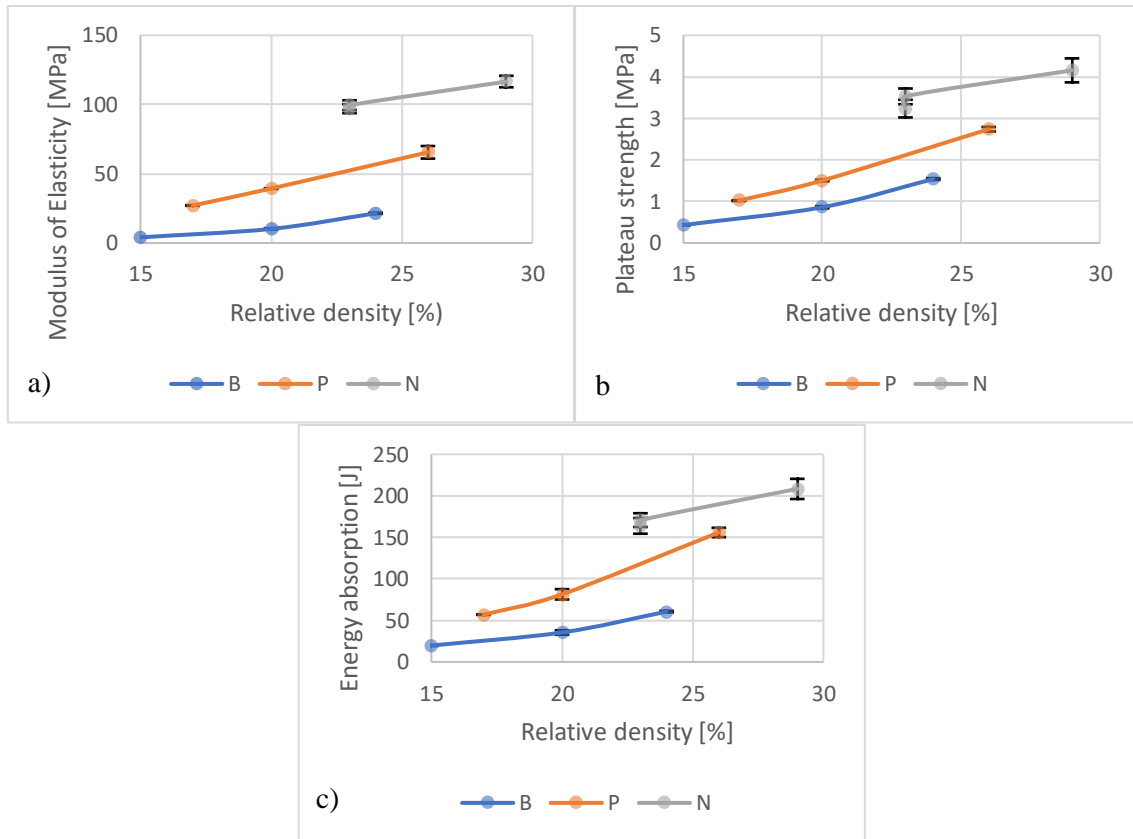 Modulus of Elasticity [MPa]
150
100
50
0
15 20 25 30
Relative density [%)
a)
B P N
Plateau strength [MPa]
5
4
3
2
1
0
15 20 25 30
Relative density [%]
b
B P N
Energy absorption [J]
250
200
150
100
50
0
15 20 25 30
Relative density [%]
c)
B P N